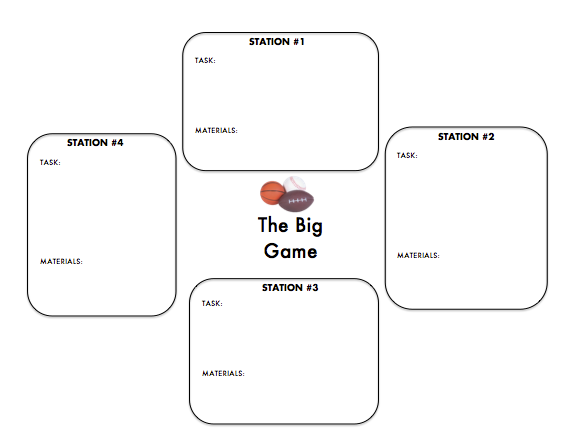 STATION #1
TASK:
MATERIALS:
STATION #2
TASK:
MATERIALS:
STATION #4
TASK:
MATERIALS:
The Big
Game
STATION #3
TASK:
MATERIALS: